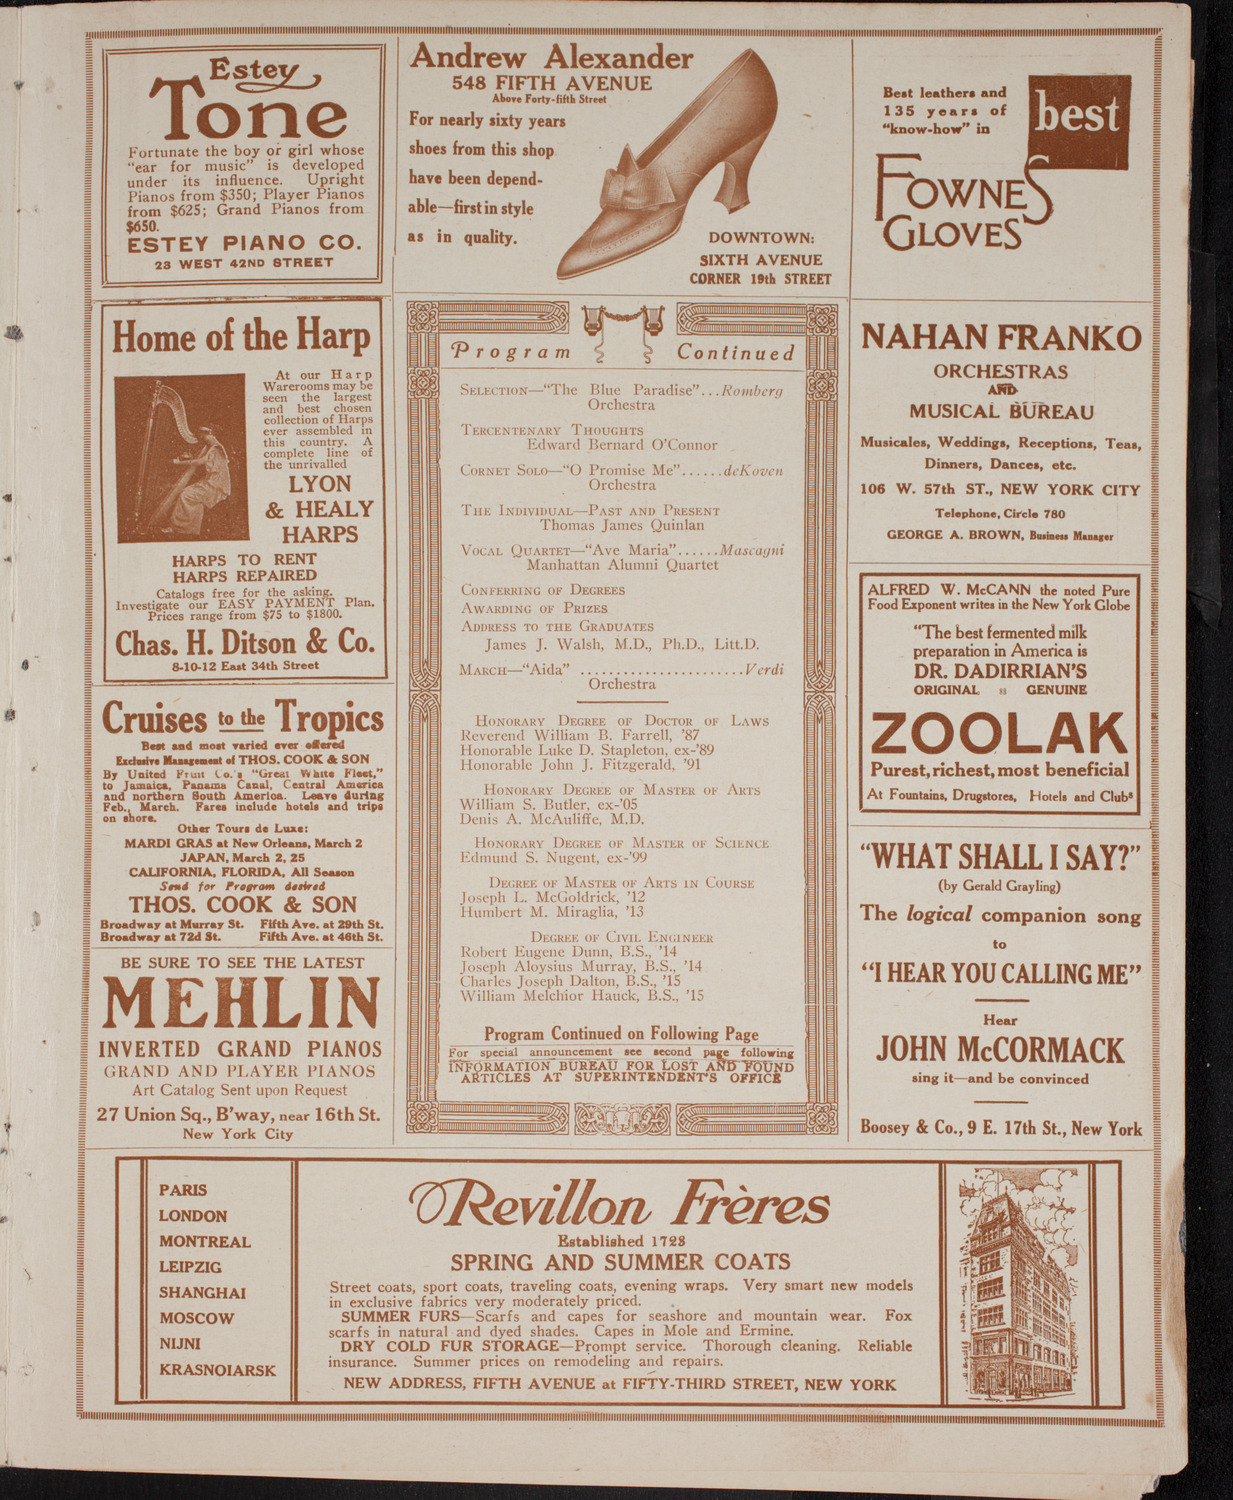 Estey
Tone
Fortunate the boy or girl whose
"ear for music" is developed
under its influence. Upright
Pianos from $350; Player Pianos
from $625; Grand Pianos from
$650.
ESTEY PIANO CO.
23 WEST 42ND STREET
Andrew Alexander
548 FIFTH AVENUE
Above Forty-fifth Street
For nearly sixty years
shoes from this shop
have been depend-
able—first in style
as in quality.
DOWNTOWN:
SIXTH AVENUE
CORNER 19th STREET
Best leathers and
135 years of
"know-how" in
best
FOWNES
GLOVES
Home of the Harp
At our Harp
Warerooms may be
seen the largest
and best chosen
collection of Harps
ever assembled in
this country. A
complete line of
the unrivalled
LYON
& HEALY
HARPS
HARPS TO RENT
HARPS REPAIRED
Catalogs free for the asking.
Investigate our EASY PAYMENT Plan.
Prices range from $75 to $1800.
Chas. H. Ditson & Co.
8-10-12 East 34th Street
Cruises to the Tropics
Best and most varied ever offered
Exclusive Management of THOS. COOK & SON
By United Fruit Co.'s "Great White Fleet,"
to Jamaica, Panama Canal, Central America
and northern South America. Leave during
Feb., March. Fares include hotels and trips
on shore.
Other Tours de Luxe:
MARDI GRAS at New Orleans, March 2
JAPAN, March 2, 25
CALIFORNIA, FLORIDA, All Season
Send for Program desired
THOS. COOK & SON
Broadway at Murray St. Fifth Ave. at 29th St.
Broadway at 72d St. Fifth Ave. at 46th St.
BE SURE TO SEE THE LATEST
MEHLIN
INVERTED GRAND PIANOS
GRAND AND PLAYER PIANOS
Art Catalog Sent upon Request
27 Union Sq., B'way, near 16th St.
New York City
Program Continued
SELECTION—"The Blue Paradise"...Romberg
Orchestra
TERCENTENARY THOUGHTS
Edward Bernard O'Connor
CORNET SOLO—"O Promise Me"......deKoven
Orchestra
THE INDIVIDUAL—PAST AND PRESENT
Thomas James Quinlan
VOCAL QUARTET—"Ave Maria"......Mascagni
Manhattan Alumni Quartet
CONFERRING OF DEGREES
AWARDING OF PRIZES
ADDRESS TO THE GRADUATES
James J. Walsh, M.D., Ph.D., Litt.D.
MARCH—"Aida" .......................Verdi
Orchestra
HONORARY DEGREE OF DOCTOR OF LAWS
Reverend William B. Farrell, '87
Honorable Luke D. Stapleton, ex-'89
Honorable John J. Fitzgerald, '91
HONORARY DEGREE OF MASTER OF ARTS
William S. Butler, ex-'05
Denis A. McAuliffe, M.D.
HONORARY DEGREE OF MASTER OF SCIENCE
Edmund S. Nugent, ex-'99
DEGREE OF MASTER OF ARTS IN COURSE
Joseph L. McGoldrick, '12
Humbert M. Miraglia, '13
DEGREE OF CIVIL ENGINEER
Robert Eugene Dunn, B.S., '14
Joseph Aloysius Murray, B.S., '14
Charles Joseph Dalton, B.S., '15
William Melchior Hauck, B.S., '15
Program Continued on Following Page
For special announcement see second page following
INFORMATION BUREAU FOR LOST AND FOUND
ARTICLES AT SUPERINTENDENT'S OFFICE
NAHAN FRANKO
ORCHESTRAS
AND
MUSICAL BUREAU
Musicales, Weddings, Receptions, Teas,
Dinners, Dances, etc.
106 W. 57th ST., NEW YORK CITY
Telephone, Circle 780
GEORGE A. BROWN, Business Manager
ALFRED W. McCANN the noted Pure
Food Exponent writes in the New York Globe
"The best fermented milk
preparation in America is
DR. DADIRRIAN'S
ORIGINAL :: GENUINE
ZOOLAK
Purest, richest, most beneficial
At Fountains, Drugstores, Hotels and Clubs
"WHAT SHALL I SAY?"
(by Gerald Grayling)
The logical companion song
to
"I HEAR YOU CALLING ME"
Hear
JOHN McCORMACK
sing it—and be convinced
Boosey & Co., 9 E. 17th St., New York
PARIS
LONDON
MONTREAL
LEIPZIG
SHANGHAI
MOSCOW
NIJNI
KRASNOIARSK
Revillon Frères
Established 1723
SPRING AND SUMMER COATS
Street coats, sport coats, traveling coats, evening wraps. Very smart new models
in exclusive fabrics very moderately priced.
SUMMER FURS—Scarfs and capes for seashore and mountain wear. Fox
scarfs in natural and dyed shades. Capes in Mole and Ermine.
DRY COLD FUR STORAGE—Prompt service. Thorough cleaning. Reliable
insurance. Summer prices on remodeling and repairs.
NEW ADDRESS, FIFTH AVENUE at FIFTY-THIRD STREET, NEW YORK